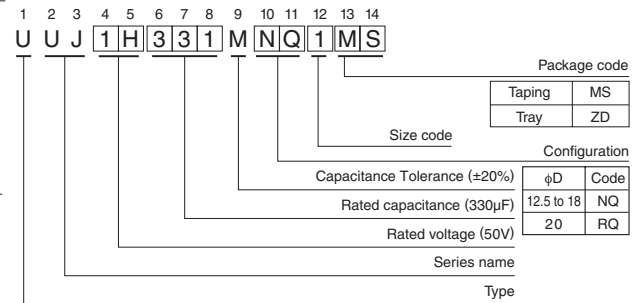 1 2 3 4 5 6 7 8 9 10 11 12 13 14
U U J 1 H 3 3 1 M N Q 1 M S
Package code
Taping MS
Tray ZD
Size code
Configuration
Capacitance Tolerance (±20%)
ϕD Code
12.5 to 18 NQ
Rated capacitance (330µF)
20 RQ
Rated voltage (50V)
Series name
Type